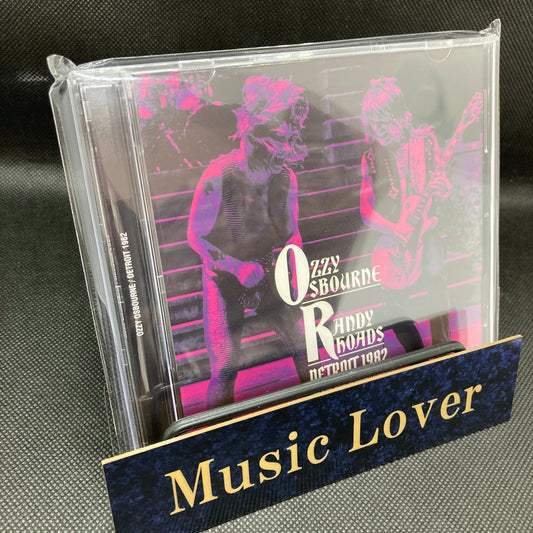 OZZY OSBOURNE / DETROIT 1982
OZZY
OSBOURNE
RANDY
RHOADS
DETROIT 1982
Music Lover